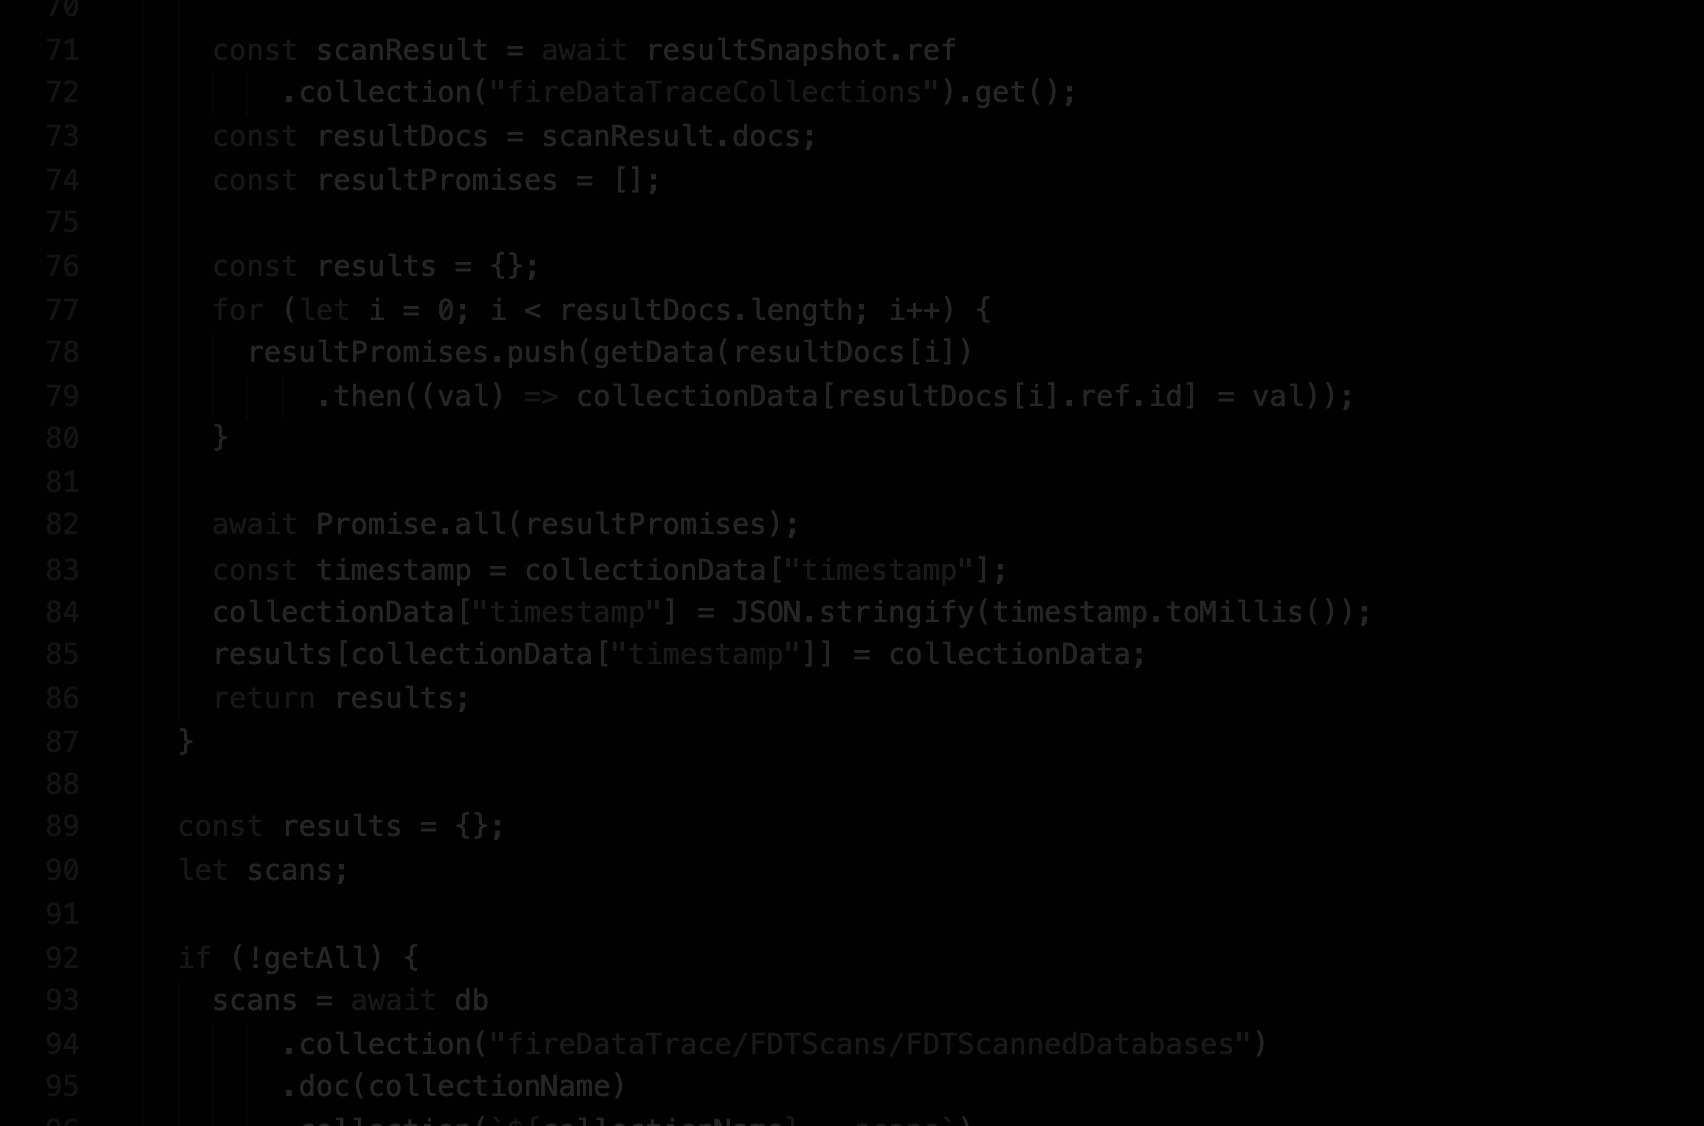 70
71 const scanResult = await resultSnapshot.ref
72 .collection("fireDataTraceCollections").get();
73 const resultDocs = scanResult.docs;
74 const resultPromises = [];
75
76 const results = {};
77 for (let i = 0; i < resultDocs.length; i++) {
78 resultPromises.push(getData(resultDocs[i])
79 .then((val) => collectionData[resultDocs[i].ref.id] = val));
80 }
81
82 await Promise.all(resultPromises);
83 const timestamp = collectionData["timestamp"];
84 collectionData["timestamp"] = JSON.stringify(timestamp.toMillis());
85 results[collectionData["timestamp"]] = collectionData;
86 return results;
87 }
88
89 const results = {};
90 let scans;
91
92 if (!getAll) {
93 scans = await db
94 .collection("fireDataTrace/FDTScans/FDTScannedDatabases")
95 .doc(collectionName)
96